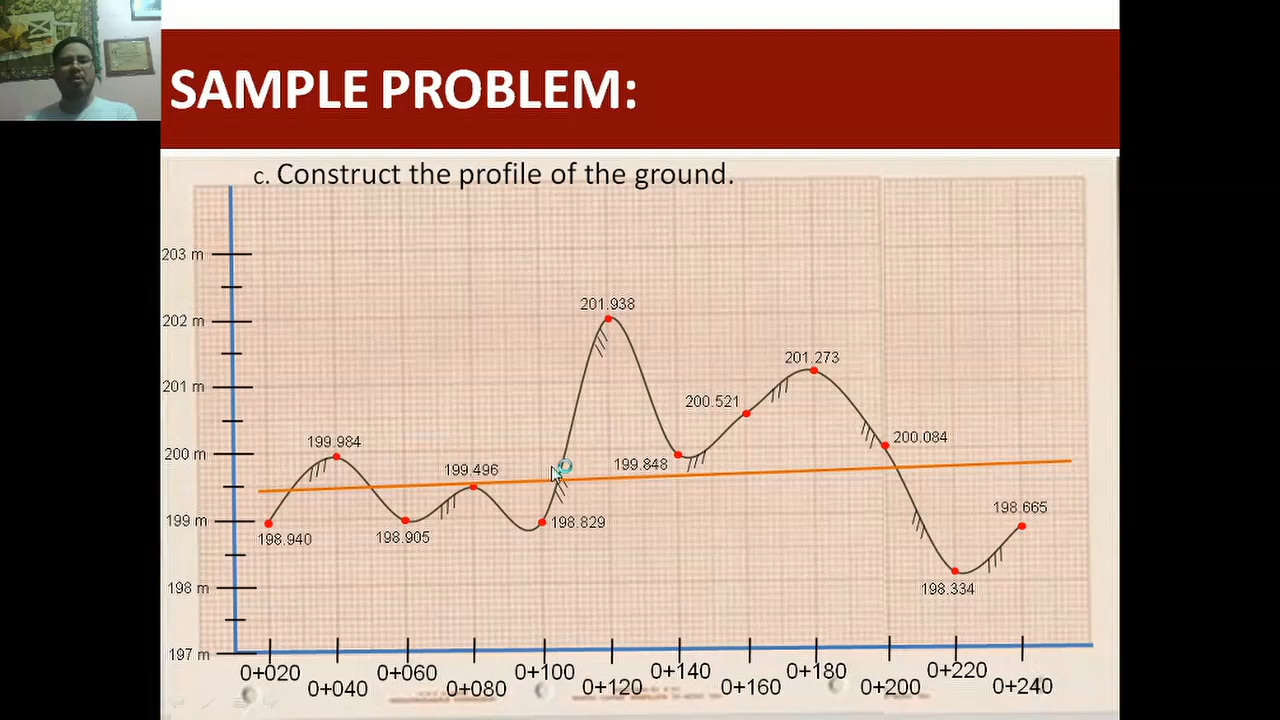 SAMPLE PROBLEM:
c. Construct the profile of the ground.
203 m
202 m
201 m
200 m
199 m
198 m
197 m
201.938
201.273
200.521
200.084
199.984
199.848
199.496
198.940
198.905
198.829
198.665
198.334
0+020
0+040
0+060
0+080
0+100
0+120
0+140
0+160
0+180
0+200
0+220
0+240